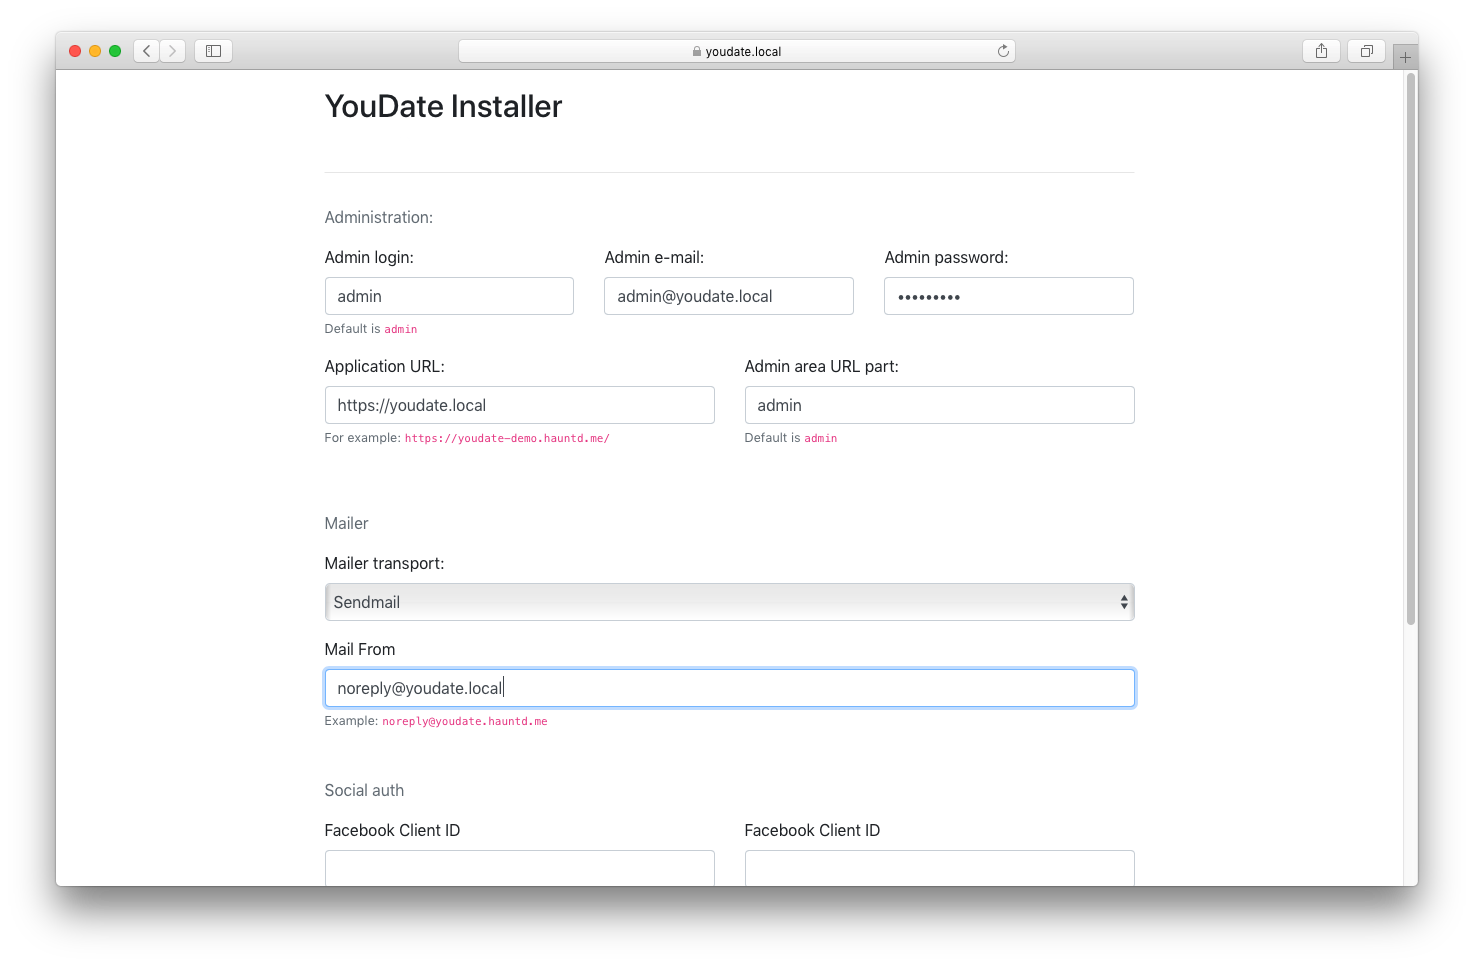 youdate.local
YouDate Installer
Administration:
Admin login:
Admin e-mail:
Admin password:
admin
admin@youdate.local
•••••••••
Default is admin
Application URL:
Admin area URL part:
https://youdate.local
admin
For example: https://youdate-demo.hauntd.me/
Default is admin
Mailer
Mailer transport:
Sendmail
Mail From
noreply@youdate.local
Example: noreply@youdate.hauntd.me
Social auth
Facebook Client ID
Facebook Client ID